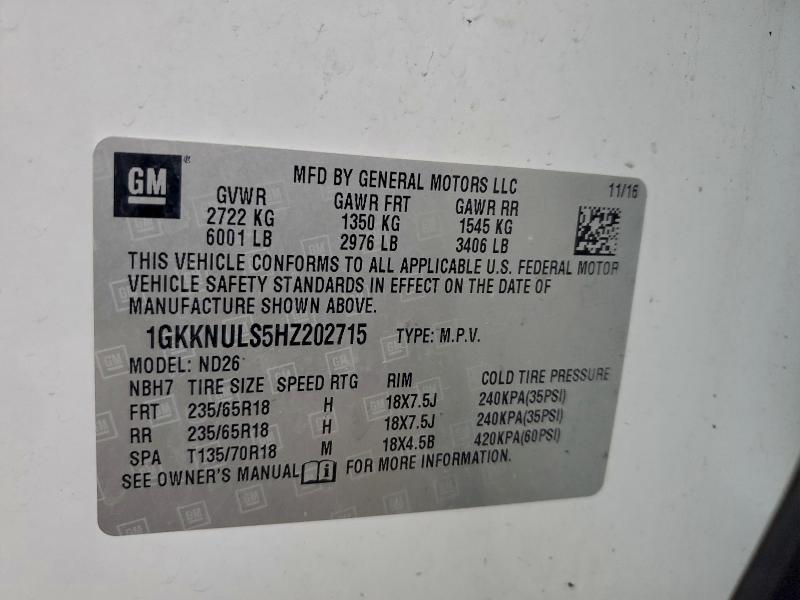 GM®
MFD BY GENERAL MOTORS LLC 11/16
GVWR GAWR FRT GAWR RR
2722 KG 1350 KG 1545 KG
6001 LB 2976 LB 3406 LB
THIS VEHICLE CONFORMS TO ALL APPLICABLE U.S. FEDERAL MOTOR
VEHICLE SAFETY STANDARDS IN EFFECT ON THE DATE OF
MANUFACTURE SHOWN ABOVE.
1GKKNULS5HZ202715 TYPE: M.P.V.
MODEL: ND26
NBH7 TIRE SIZE SPEED RTG RIM COLD TIRE PRESSURE
FRT 235/65R18 H 18X7.5J 240KPA(35PSI)
RR 235/65R18 H 18X7.5J 240KPA(35PSI)
SPA T135/70R18 M 18X4.5B 420KPA(60PSI)
SEE OWNER'S MANUAL i FOR MORE INFORMATION.